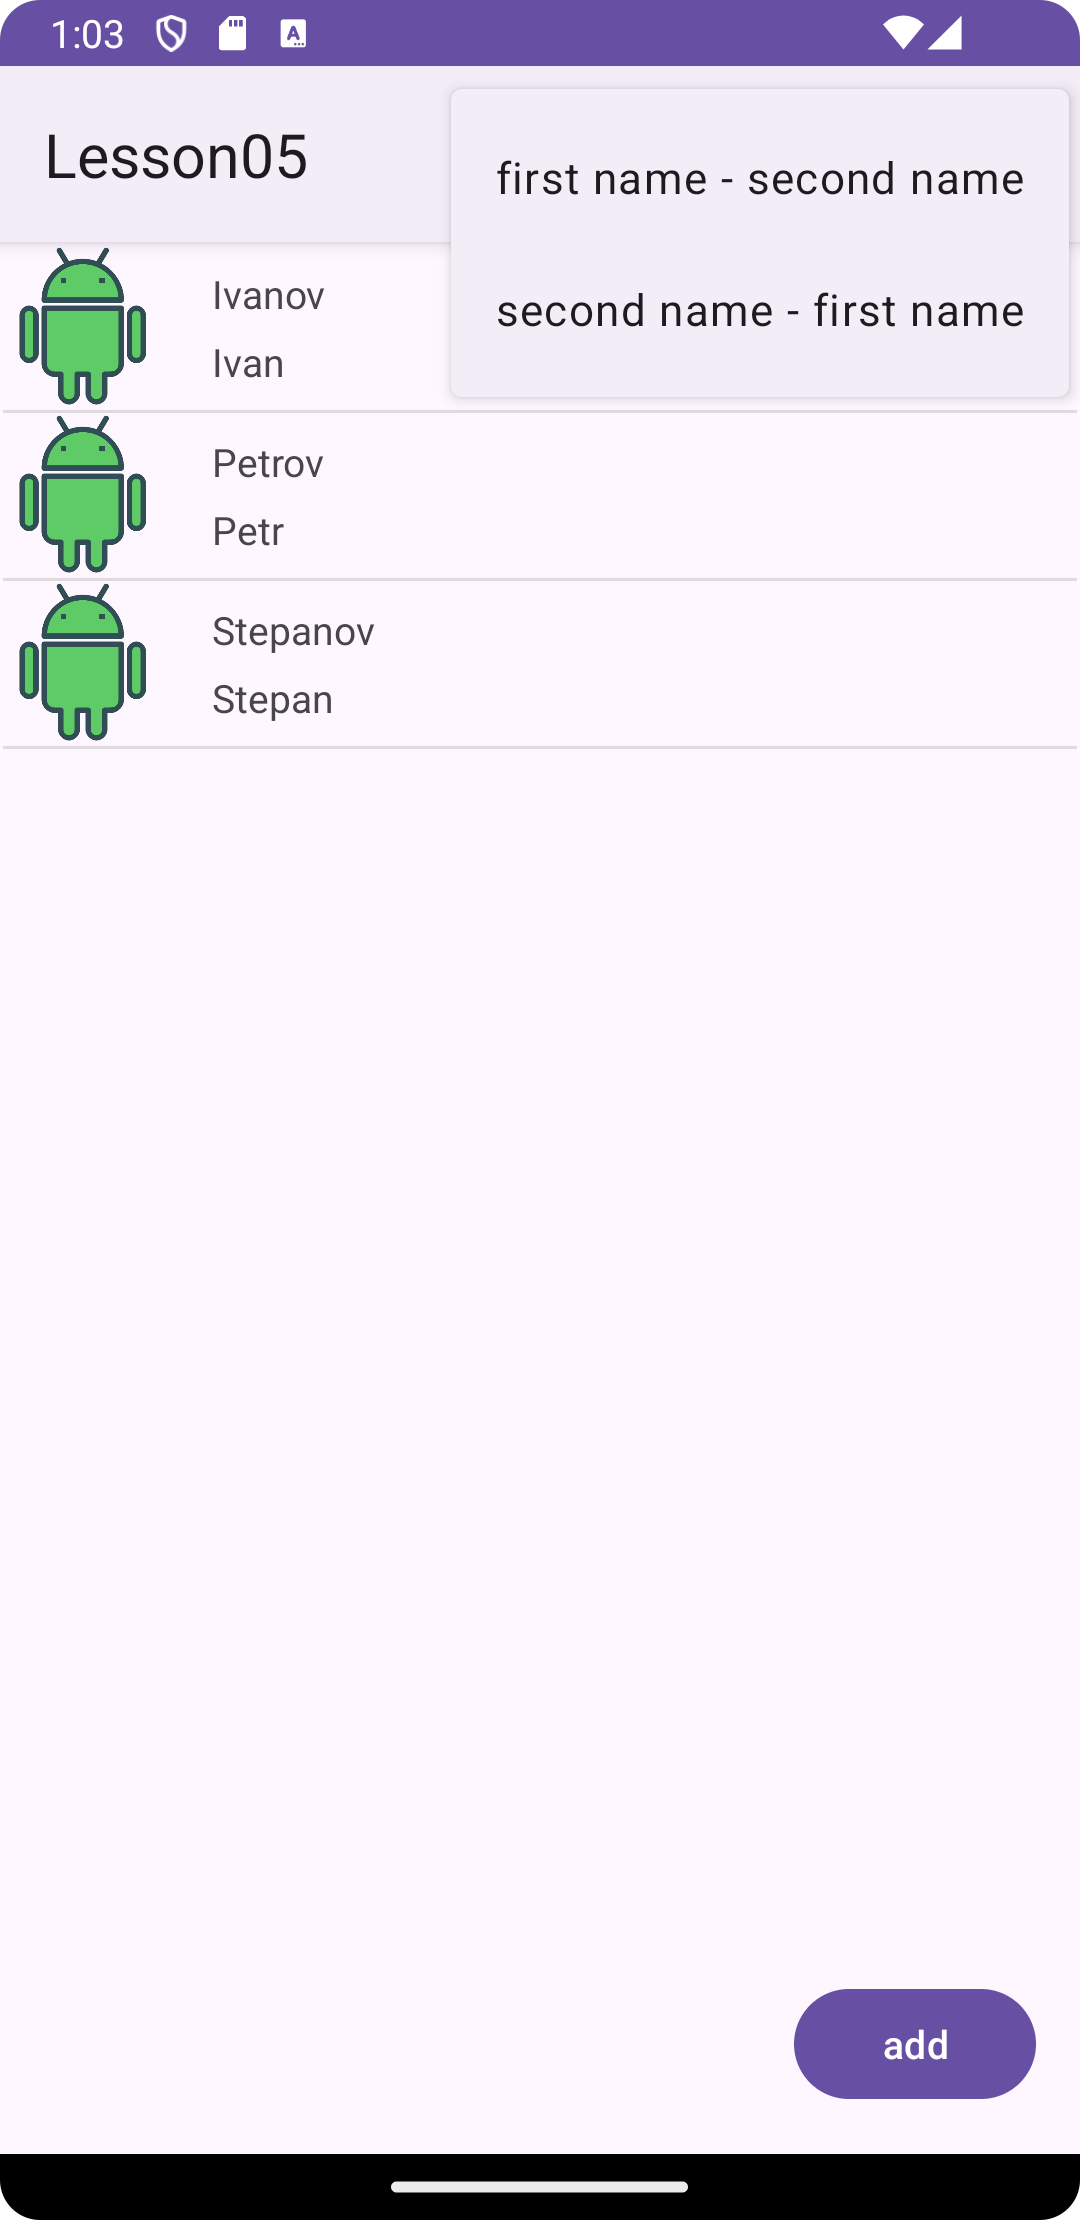 1:03
Lesson05
first name - second name
second name - first name
Ivanov
Ivan
Petrov
Petr
Stepanov
Stepan
add